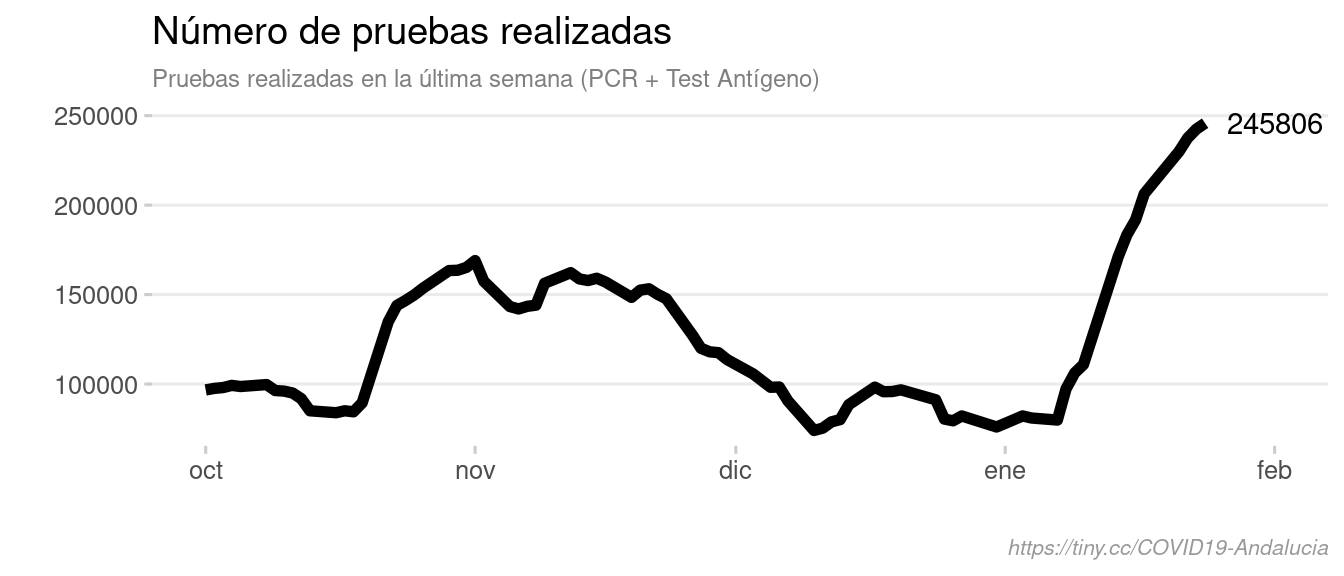 Número de pruebas realizadas
Pruebas realizadas en la última semana (PCR + Test Antígeno)
250000
245806
200000
150000
100000
oct nov dic ene feb
https://tiny.cc/COVID19-Andalucia